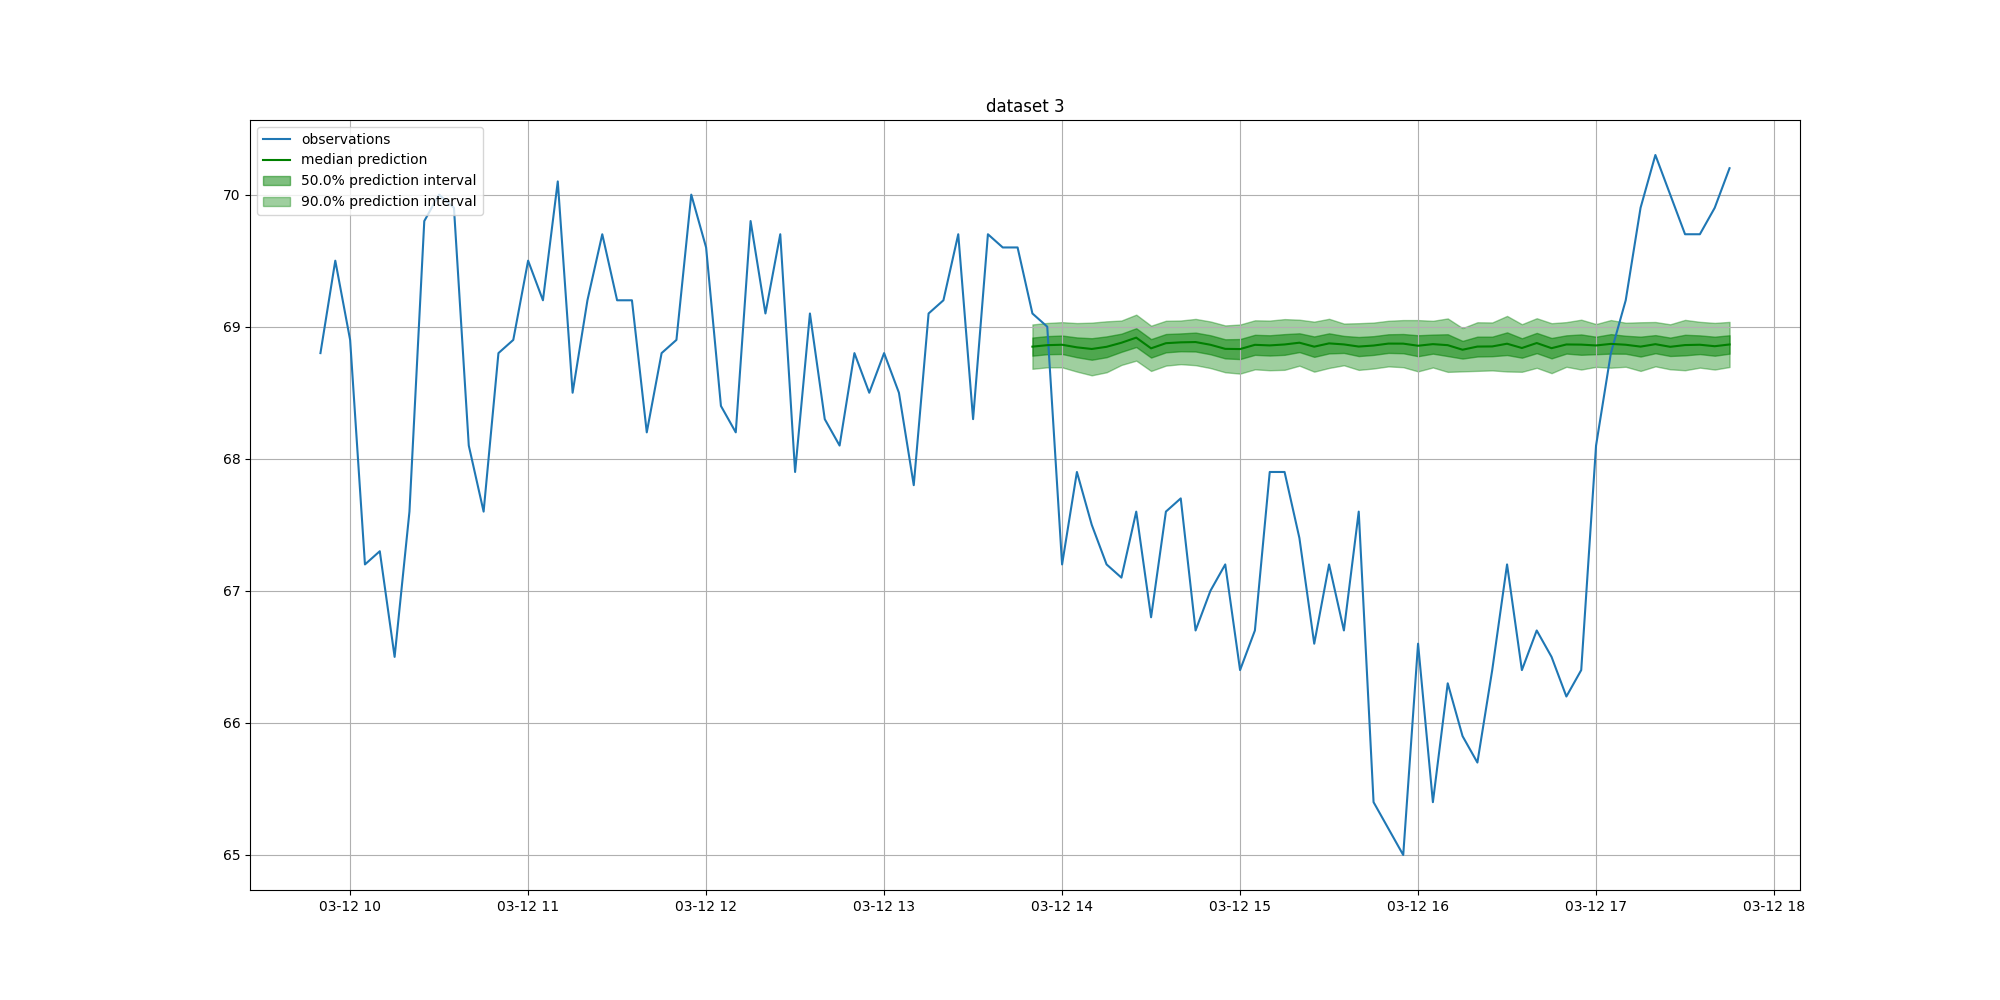 dataset 3
observations
median prediction
50.0% prediction interval
90.0% prediction interval
70
69
68
67
66
65
03-12 10 03-12 11 03-12 12 03-12 13 03-12 14 03-12 15 03-12 16 03-12 17 03-12 18